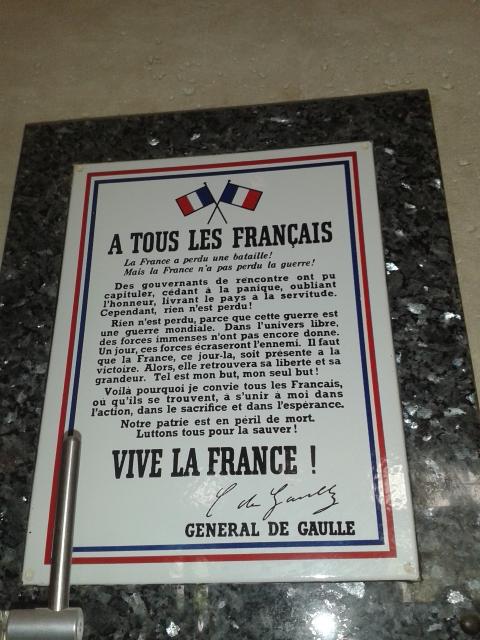 A TOUS LES FRANÇAIS
La France a perdu une bataille!
Mais la France n'a pas perdu la guerre!
Des gouvernants de rencontre ont pu
capituler, cédant à la panique, oubliant
l'honneur, livrant le pays a la servitude.
Cependant, rien n'est perdu!
Rien n'est perdu, parce que cette guerre est
une guerre mondiale. Dans l'univers libre,
des forces immenses n'ont pas encore donné.
Un jour, ces forces écraseront l'ennemi. Il faut
que la France, ce jour-la, soit présente a la
victoire. Alors, elle retrouvera sa liberté et sa
grandeur. Tel est mon but, mon seul but!
Voilà pourquoi je convie tous les Francais,
où qu'ils se trouvent, à s'unir à moi dans
l'action, dans le sacrifice et dans l'espérance.
Notre patrie est en péril de mort.
Luttons tous pour la sauver!
VIVE LA FRANCE !
C de Gaulle
GENERAL DE GAULLE